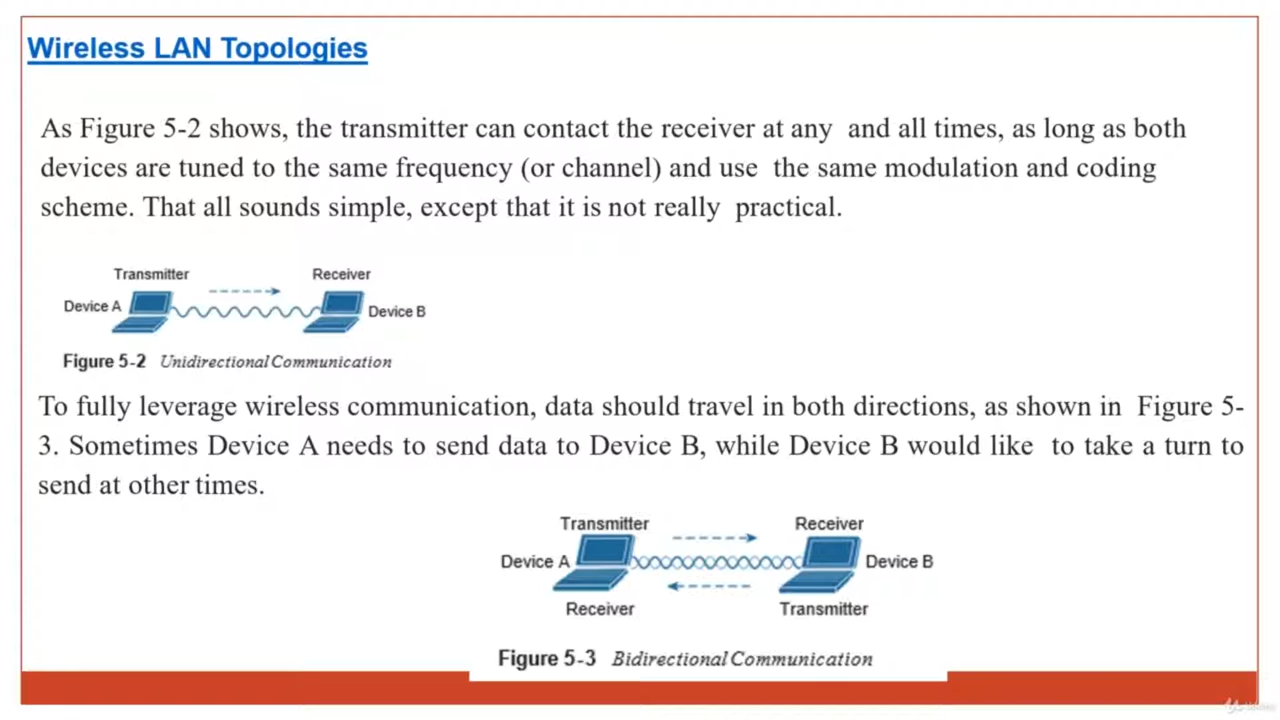 Wireless LAN Topologies
As Figure 5-2 shows, the transmitter can contact the receiver at any and all times, as long as both
devices are tuned to the same frequency (or channel) and use the same modulation and coding
scheme. That all sounds simple, except that it is not really practical.
Transmitter Receiver
Device A Device B
Figure 5-2 Unidirectional Communication
To fully leverage wireless communication, data should travel in both directions, as shown in Figure 5-
3. Sometimes Device A needs to send data to Device B, while Device B would like to take a turn to
send at other times.
Transmitter Receiver
Device A Device B
Receiver Transmitter
Figure 5-3 Bidirectional Communication